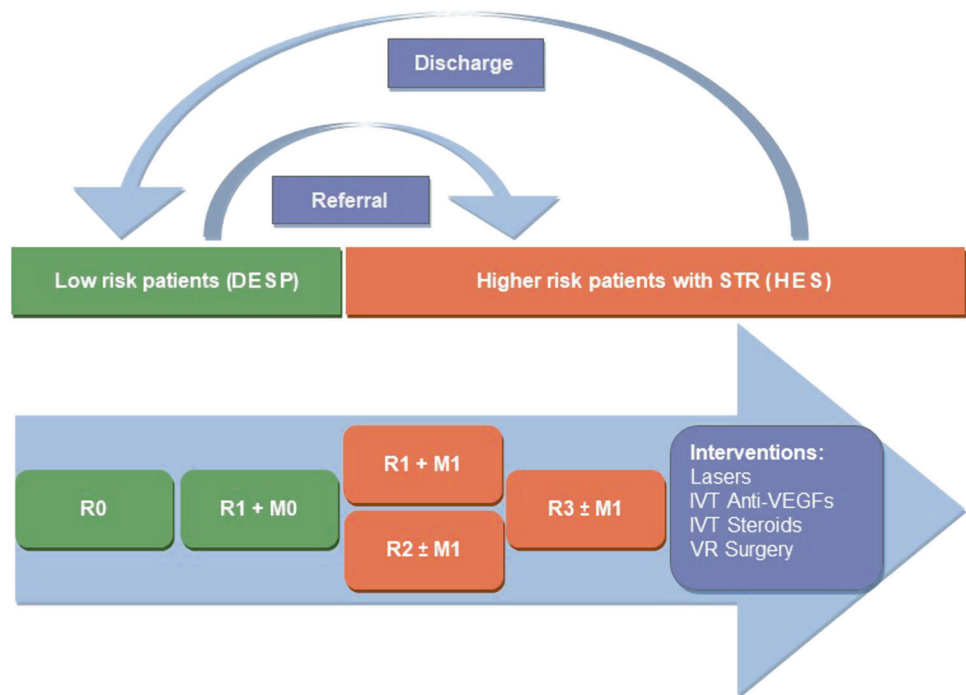 Discharge
Referral
Low risk patients (DESP)
Higher risk patients with STR (HES)
R0
R1 + M0
R1 + M1
R2 ± M1
R3 ± M1
Interventions:
Lasers
IVT Anti-VEGFs
IVT Steroids
VR Surgery